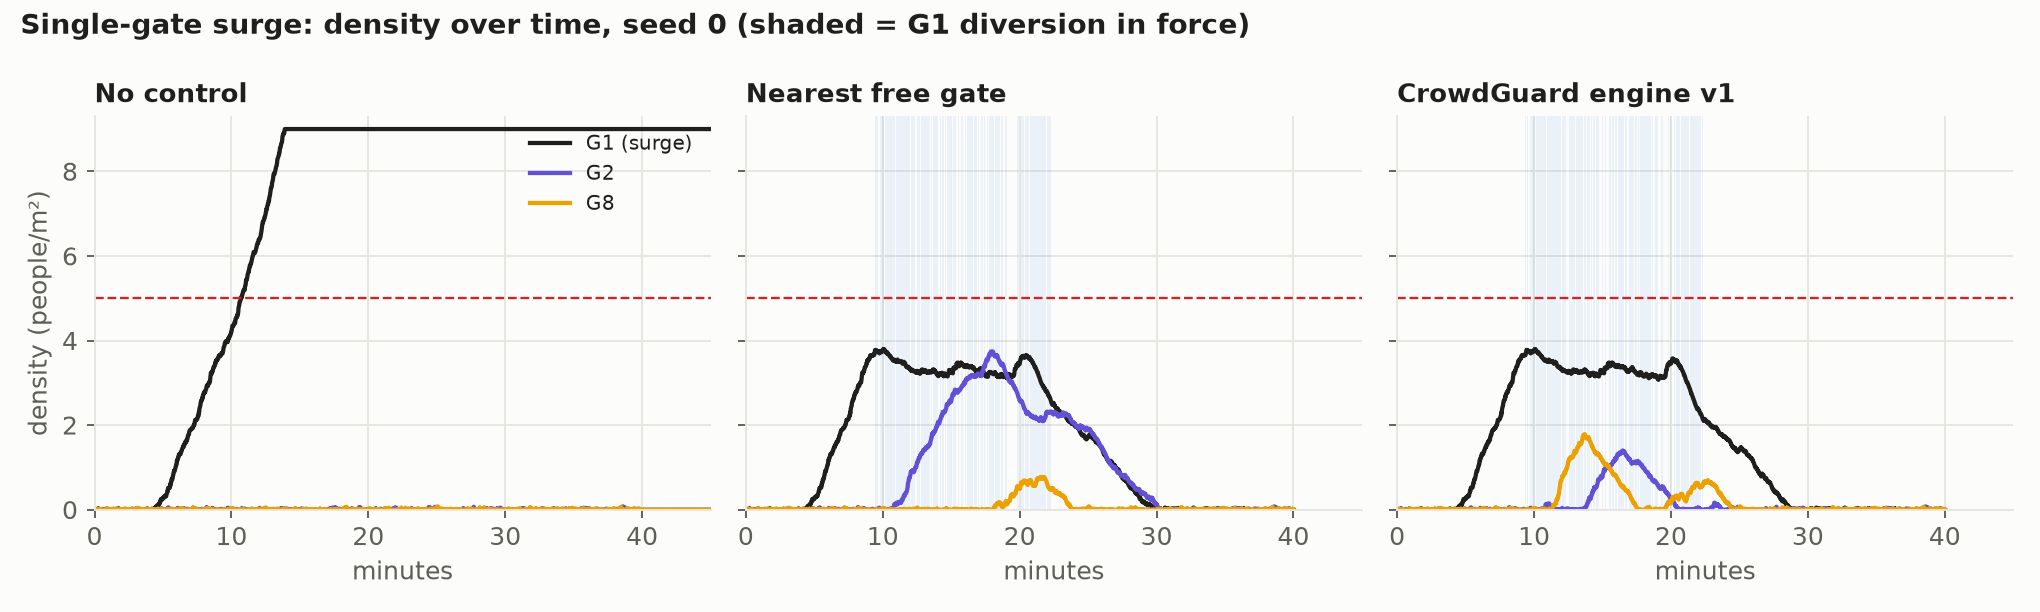 Single-gate surge: density over time, seed 0 (shaded = G1 diversion in force)
No control
Nearest free gate
CrowdGuard engine v1
density (people/m²)
8
6
4
2
0
G1 (surge)
G2
G8
0 10 20 30 40
0 10 20 30 40
0 10 20 30 40
minutes
minutes
minutes